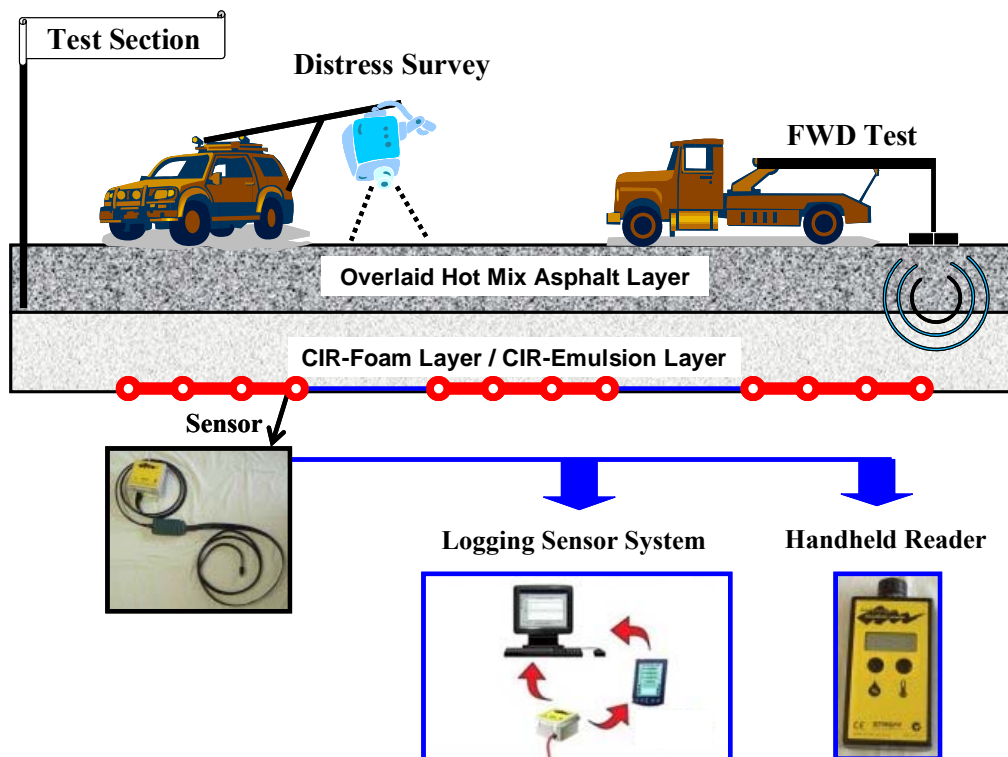 Test Section
Distress Survey
FWD Test
Overlaid Hot Mix Asphalt Layer
CIR-Foam Layer / CIR-Emulsion Layer
Sensor
Logging Sensor System
Handheld Reader